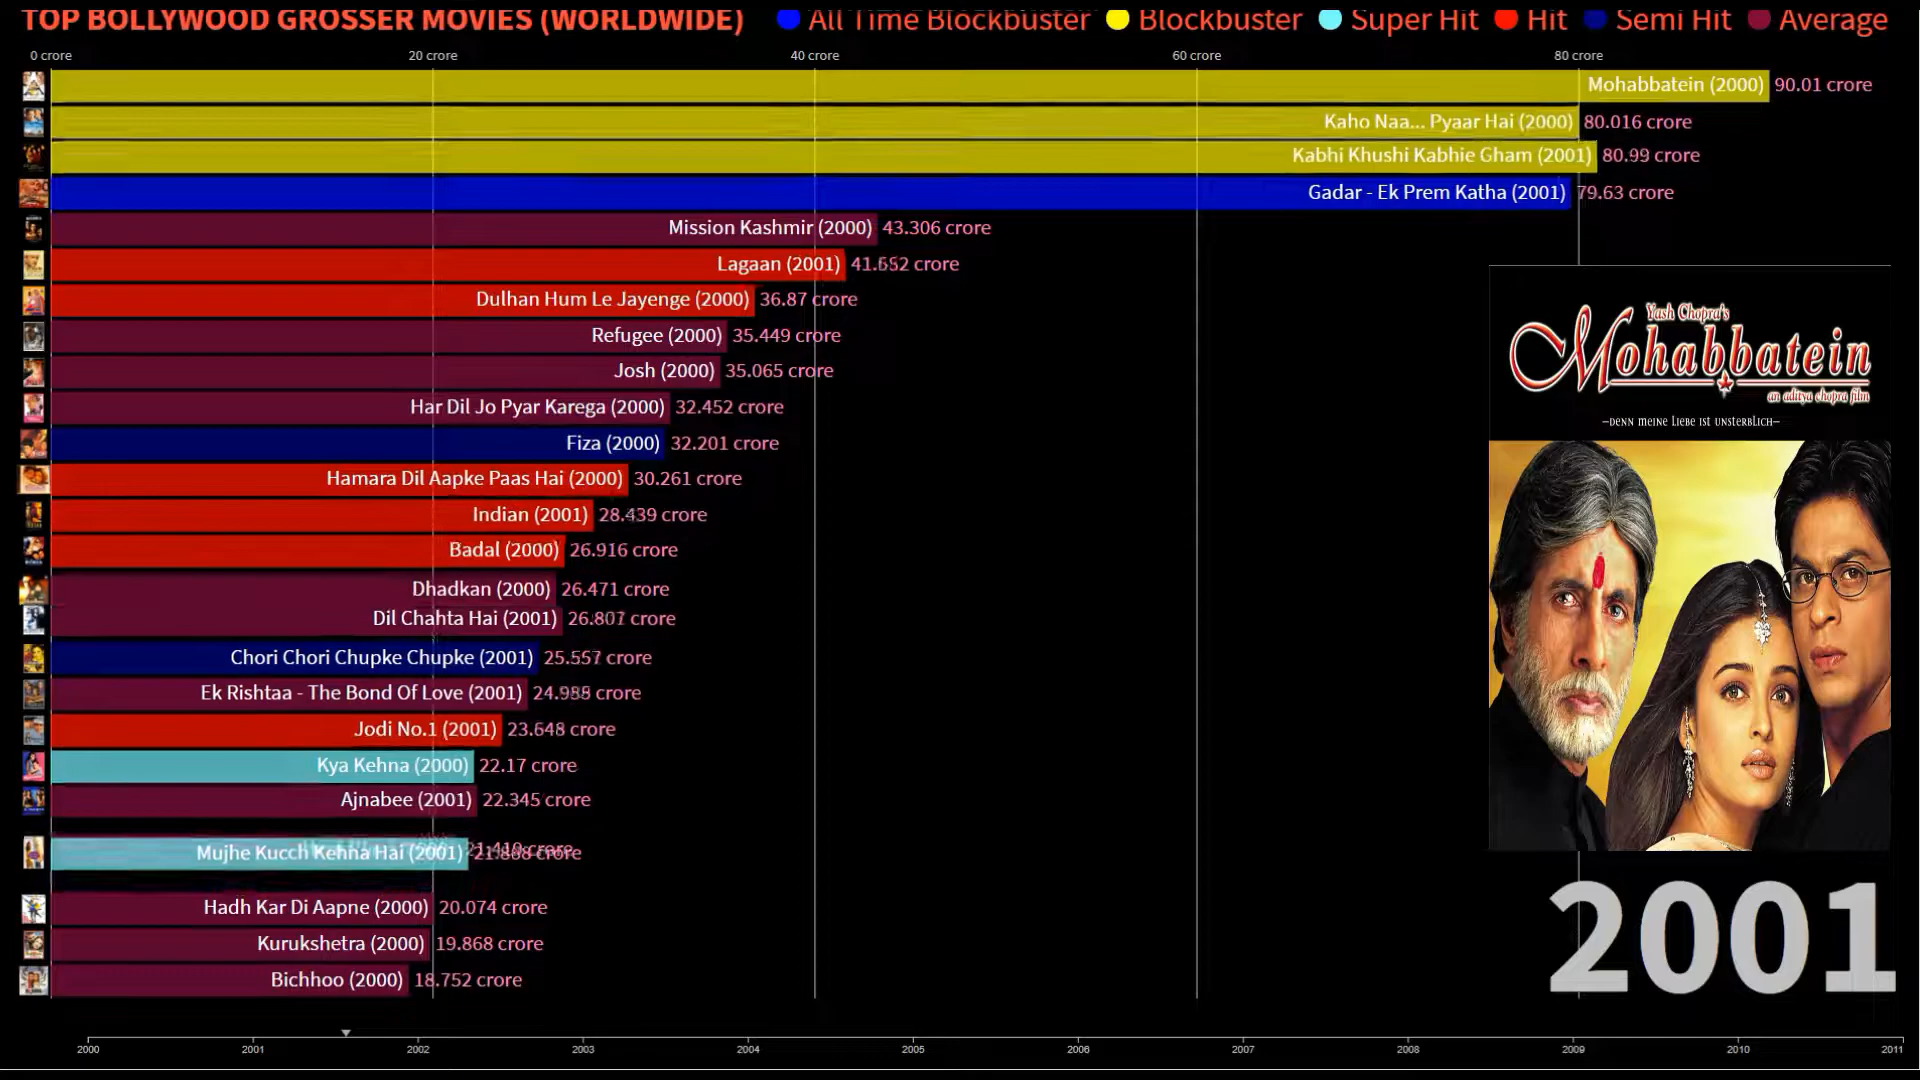 TOP BOLLYWOOD GROSSER MOVIES (WORLDWIDE) All Time Blockbuster Blockbuster Super Hit Hit Semi Hit Average
0 crore 20 crore 40 crore 60 crore 80 crore
Mohabbatein (2000) 90.01 crore
Kaho Naa... Pyaar Hai (2000) 80.016 crore
Kabhi Khushi Kabhie Gham (2001) 80.99 crore
Gadar - Ek Prem Katha (2001) 79.63 crore
Mission Kashmir (2000) 43.306 crore
Lagaan (2001) crore
Dulhan Hum Le Jayenge (2000) 36.87 crore
Refugee (2000) 35.449 crore
Josh (2000) 35.065 crore
Har Dil Jo Pyar Karega (2000) 32.452 crore
Fiza (2000) 32.201 crore
Hamara Dil Aapke Paas Hai (2000) 30.261 crore
Indian (2001) 28.439 crore
Badal (2000) 26.916 crore
Dhadkan (2000) 26.471 crore
Dil Chahta Hai (2001) crore
Chori Chori Chupke Chupke (2001) 25.557 crore
Ek Rishtaa - The Bond Of Love (2001) crore
Jodi No.1 (2001) 23.648 crore
Kya Kehna (2000) 22.17 crore
Ajnabee (2001) 22.345 crore
Mujhe Kucch Kehna Hai (2001) crore
Hadh Kar Di Aapne (2000) 20.074 crore
Kurukshetra (2000) 19.868 crore
Bichhoo (2000) 18.752 crore
Yash Chopra's
Mohabbatein
an aditya chopra film
–DENN MEINE LIEBE IST UNSTERBLICH–
2001
2000 2001 2002 2003 2004 2005 2006 2007 2008 2009 2010 2011